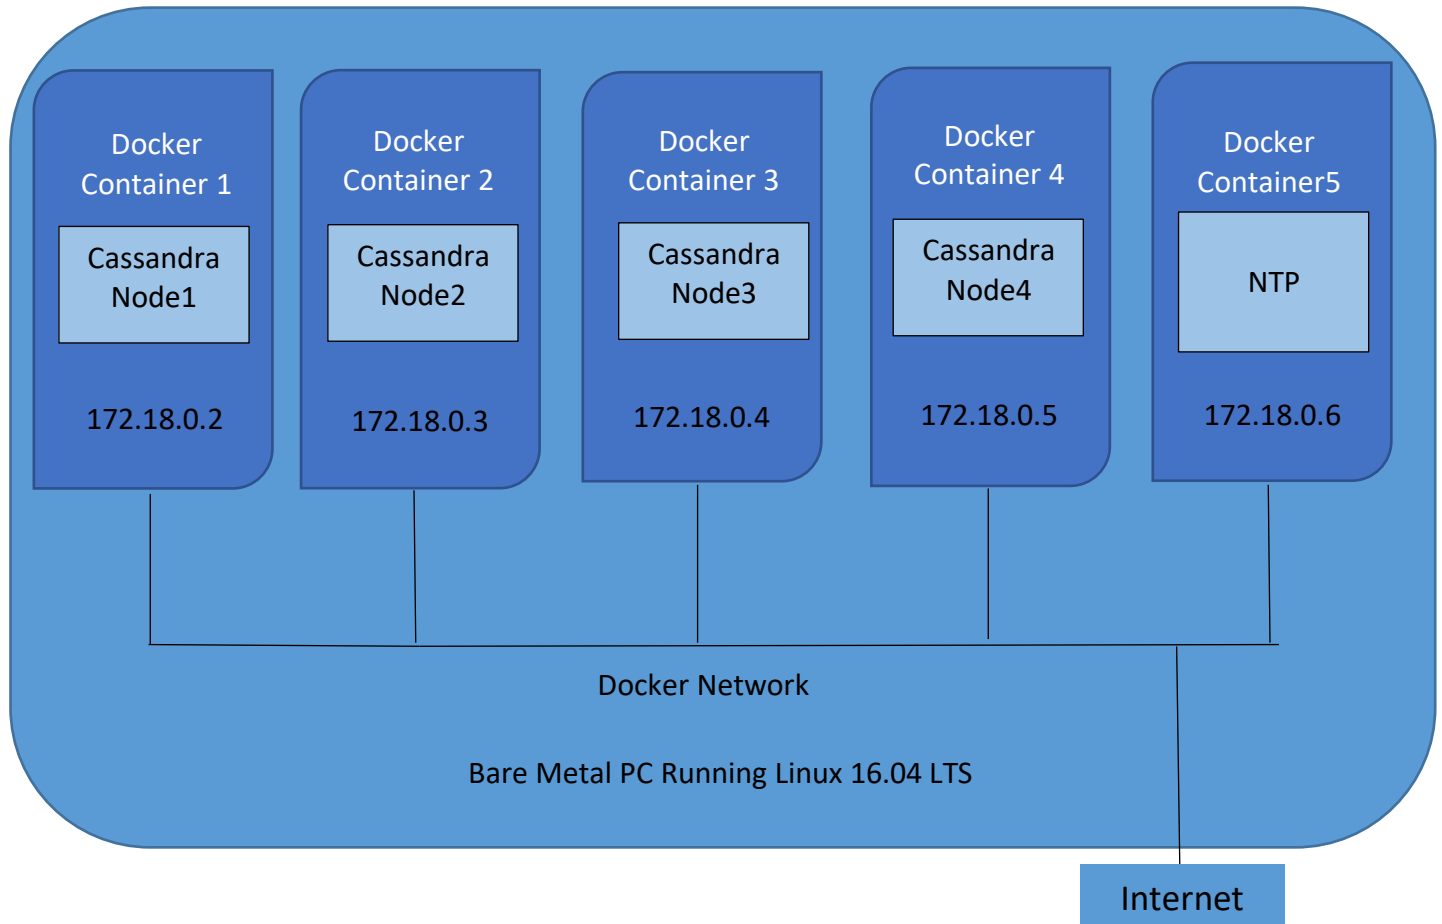 Docker
Container 1
Cassandra
Node1
172.18.0.2
Docker
Container 2
Cassandra
Node2
172.18.0.3
Docker
Container 3
Cassandra
Node3
172.18.0.4
Docker
Container 4
Cassandra
Node4
172.18.0.5
Docker
Container5
NTP
172.18.0.6
Docker Network
Bare Metal PC Running Linux 16.04 LTS
Internet